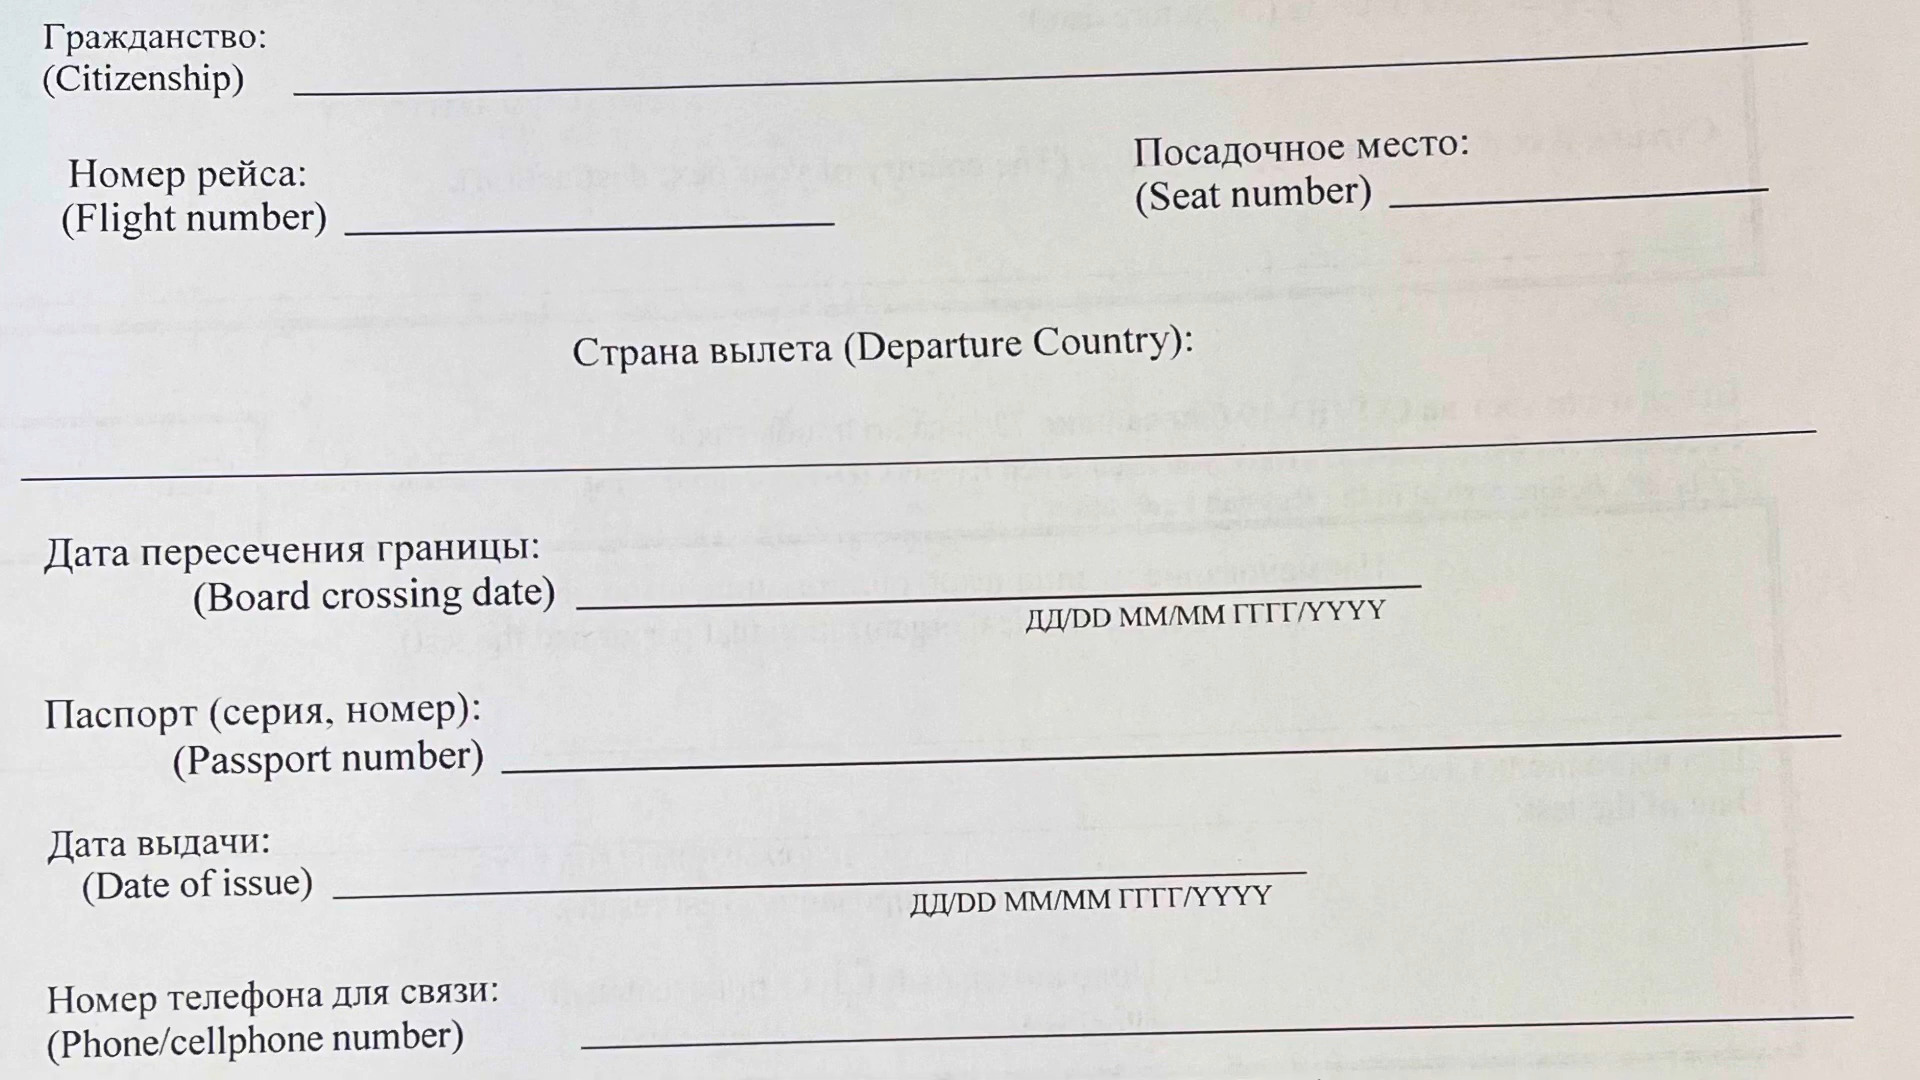 Гражданство:
(Citizenship)
Номер рейса:
(Flight number)
Посадочное место:
(Seat number)
Страна вылета (Departure Country):
Дата пересечения границы:
(Board crossing date)
ДД/DD ММ/MM ГГГГ/YYYY
Паспорт (серия, номер):
(Passport number)
Дата выдачи:
(Date of issue)
ДД/DD ММ/MM ГГГГ/YYYY
Номер телефона для связи:
(Phone/cellphone number)